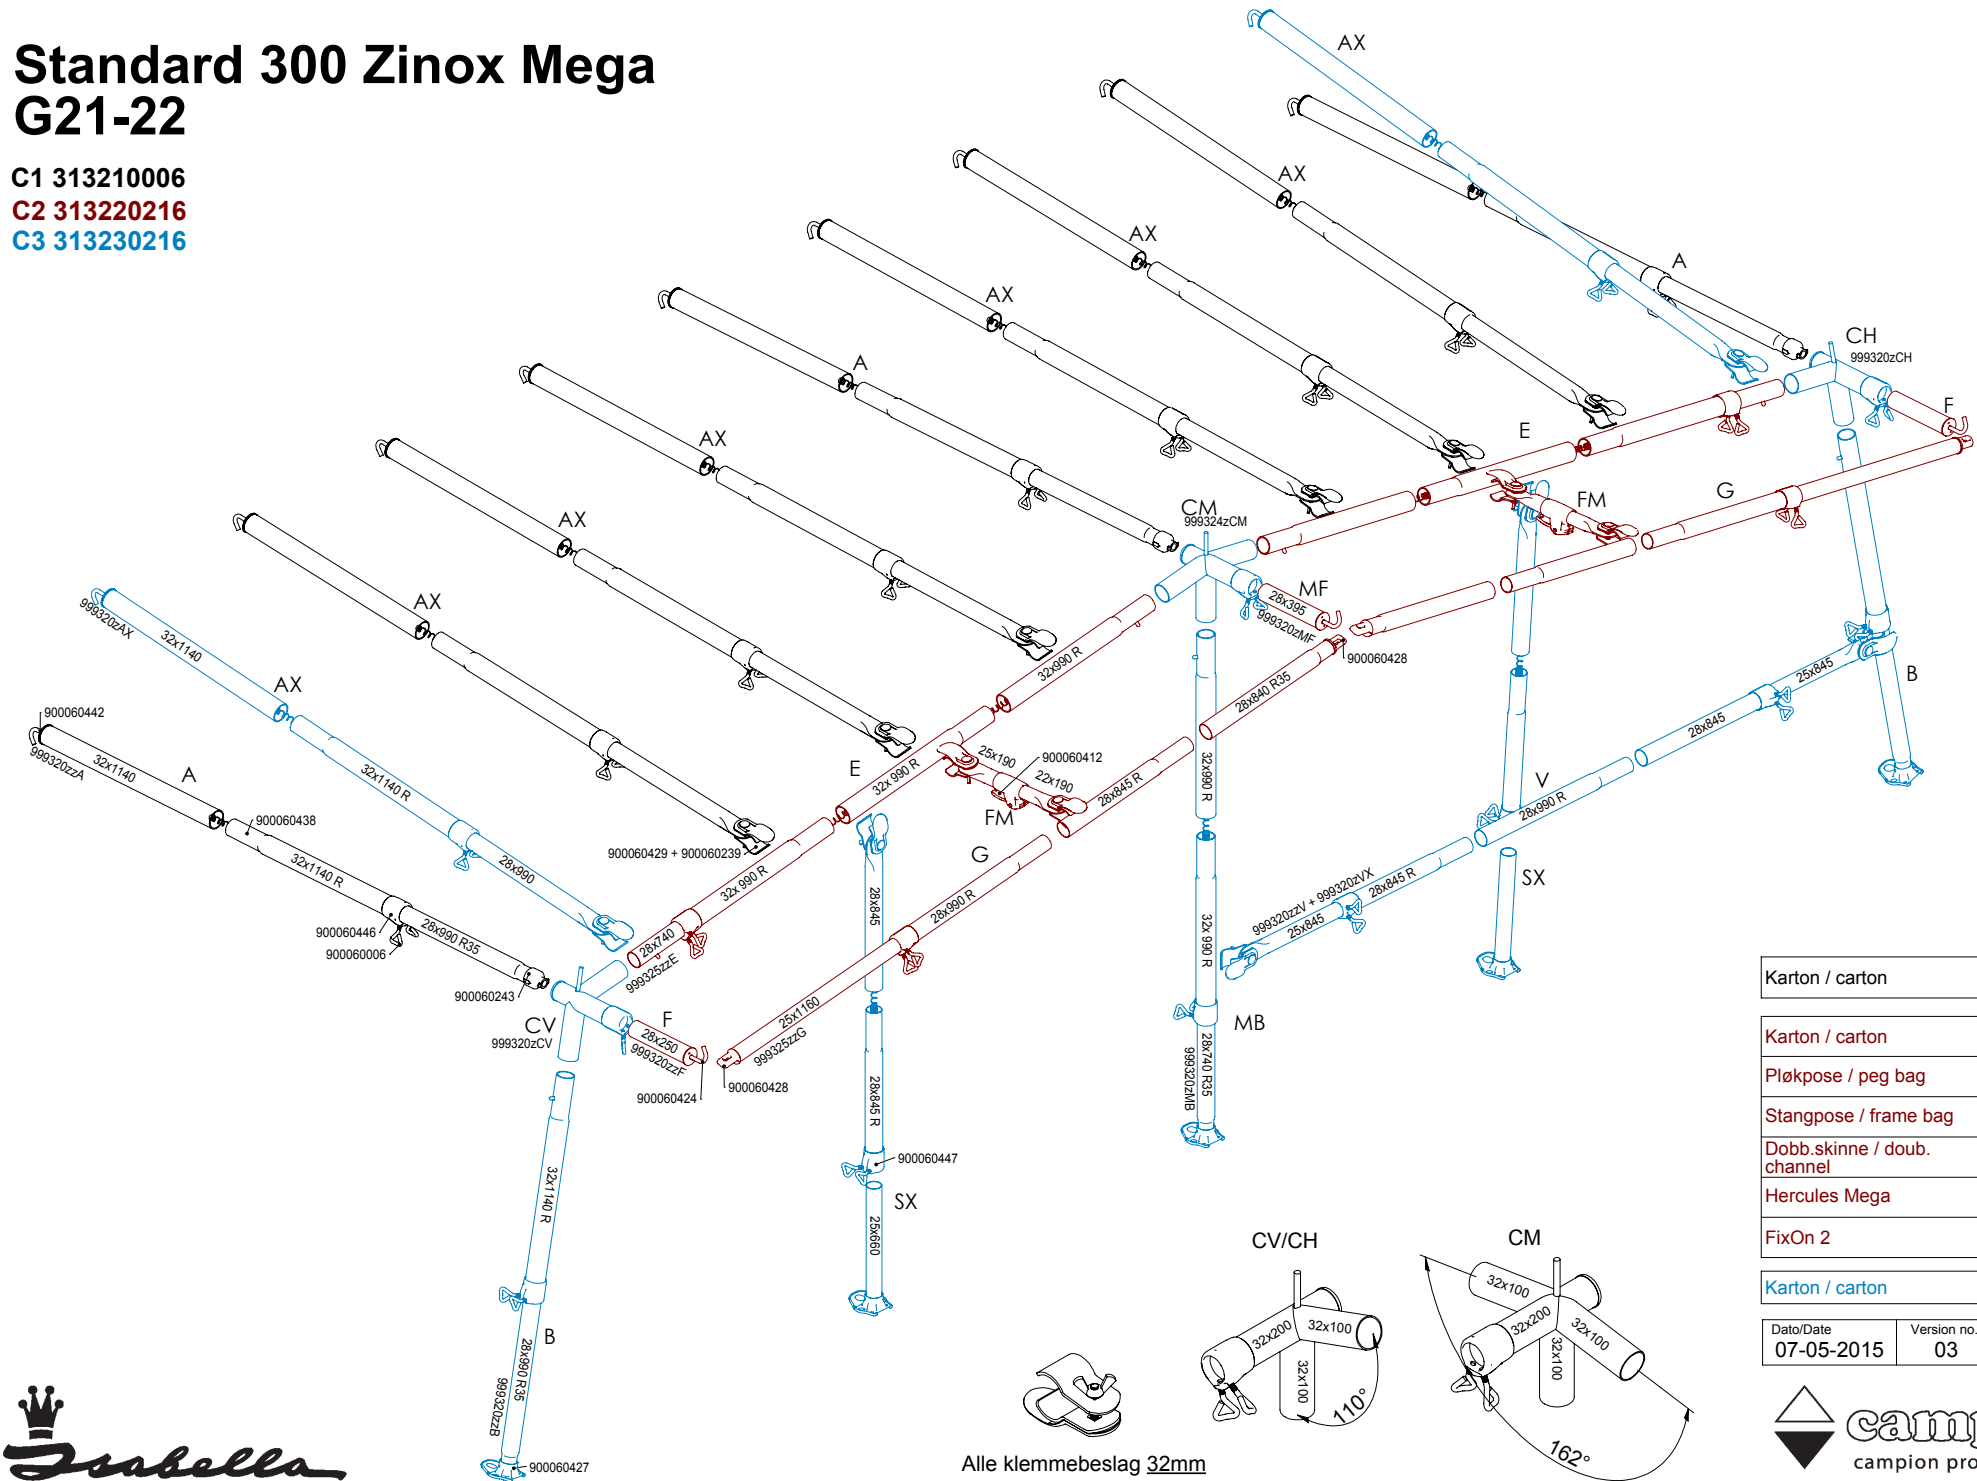 Standard 300 Zinox Mega
G21-22
C1 313210006
C2 313220216
C3 313230216
AX
AX
A
AX
CH
999320zCH
AX
F
A
E
G
FM
AX
CM
999324zCM
AX
MF
28x395
999320zMF
900060428
AX
999320zAX
32x1140
AX
32x1140 R
28x990
900060442
999320zzA
32x1140
A
900060438
32x1140 R
900060446
900060006
28x990 R35
900060243
32x990 R
E
32x 990 R
32x 990 R
28x740
999325zzE
900060429 + 900060239
25x190
900060412
22x190
FM
28x840 R35
28x845 R
G
28x990 R
25x1160
999325zzG
900060428
CV
999320zCV
F
28x250
999320zzF
900060424
28x845
28x845 R
900060447
SX
25x660
32x990 R
32x 990 R
MB
28x740 R35
999320zMB
999320zzV + 999320zVX
25x845
28x845 R
V
28x990 R
28x845
25x845
B
SX
32x1140 R
B
28x990 R35
999320zzB
900060427
Isabella
Alle klemmebeslag 32mm
CV/CH
32x200
32x100
32x100
110°
CM
32x100
32x200
32x100
32x100
162°
Karton / carton
Karton / carton
Pløkpose / peg bag
Stangpose / frame bag
Dobb.skinne / doub.
channel
Hercules Mega
FixOn 2
Karton / carton
Dato/Date
07-05-2015
Version no.
03
camp
campion pro